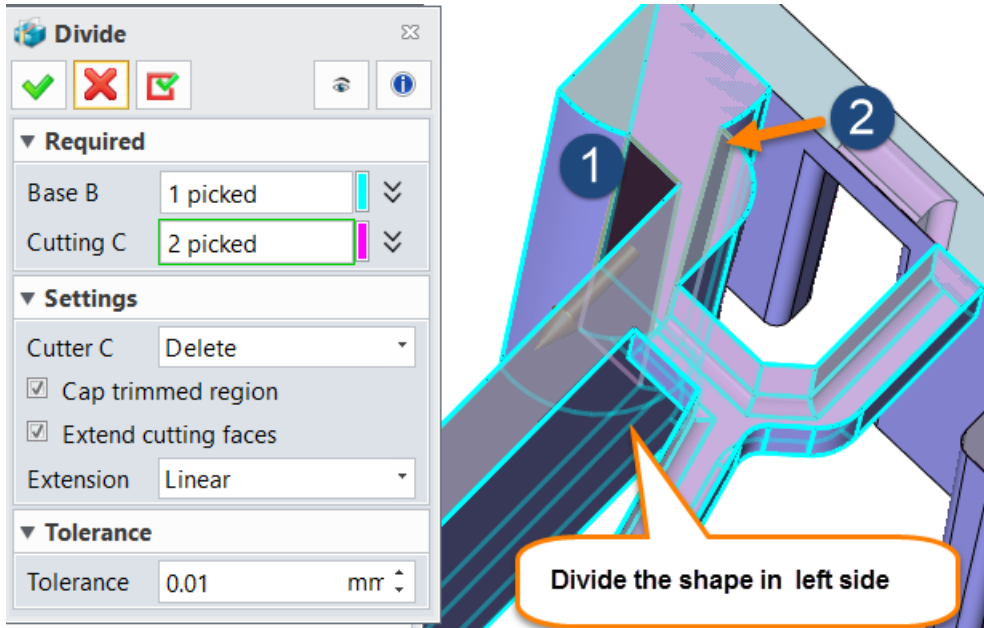 Divide
Required
Base B 1 picked
Cutting C 2 picked
Settings
Cutter C Delete
Cap trimmed region
Extend cutting faces
Extension Linear
Tolerance
Tolerance 0.01 mm
1
2
Divide the shape in left side